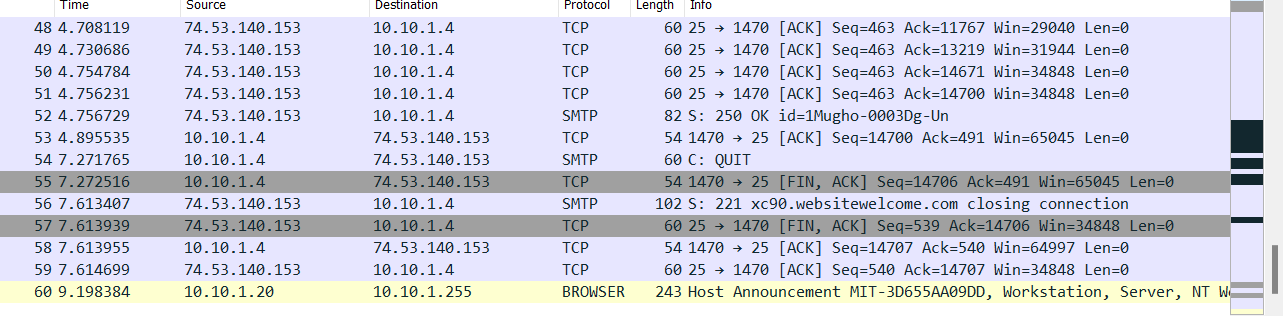 Time Source Destination Protocol Length Info
48 4.708119 74.53.140.153 10.10.1.4 TCP 60 25 → 1470 [ACK] Seq=463 Ack=11767 Win=29040 Len=0
49 4.730686 74.53.140.153 10.10.1.4 TCP 60 25 → 1470 [ACK] Seq=463 Ack=13219 Win=31944 Len=0
50 4.754784 74.53.140.153 10.10.1.4 TCP 60 25 → 1470 [ACK] Seq=463 Ack=14671 Win=34848 Len=0
51 4.756231 74.53.140.153 10.10.1.4 TCP 60 25 → 1470 [ACK] Seq=463 Ack=14700 Win=34848 Len=0
52 4.756729 74.53.140.153 10.10.1.4 SMTP 82 S: 250 OK id=1Mugho-0003Dg-Un
53 4.895535 10.10.1.4 74.53.140.153 TCP 54 1470 → 25 [ACK] Seq=14700 Ack=491 Win=65045 Len=0
54 7.271765 10.10.1.4 74.53.140.153 SMTP 60 C: QUIT
55 7.272516 10.10.1.4 74.53.140.153 TCP 54 1470 → 25 [FIN, ACK] Seq=14706 Ack=491 Win=65045 Len=0
56 7.613407 74.53.140.153 10.10.1.4 SMTP 102 S: 221 xc90.websitewelcome.com closing connection
57 7.613939 74.53.140.153 10.10.1.4 TCP 60 25 → 1470 [FIN, ACK] Seq=539 Ack=14706 Win=34848 Len=0
58 7.613955 10.10.1.4 74.53.140.153 TCP 54 1470 → 25 [ACK] Seq=14707 Ack=540 Win=64997 Len=0
59 7.614699 74.53.140.153 10.10.1.4 TCP 60 25 → 1470 [ACK] Seq=540 Ack=14707 Win=34848 Len=0
60 9.198384 10.10.1.20 10.10.1.255 BROWSER 243 Host Announcement MIT-3D655AA09DD, Workstation, Server, NT